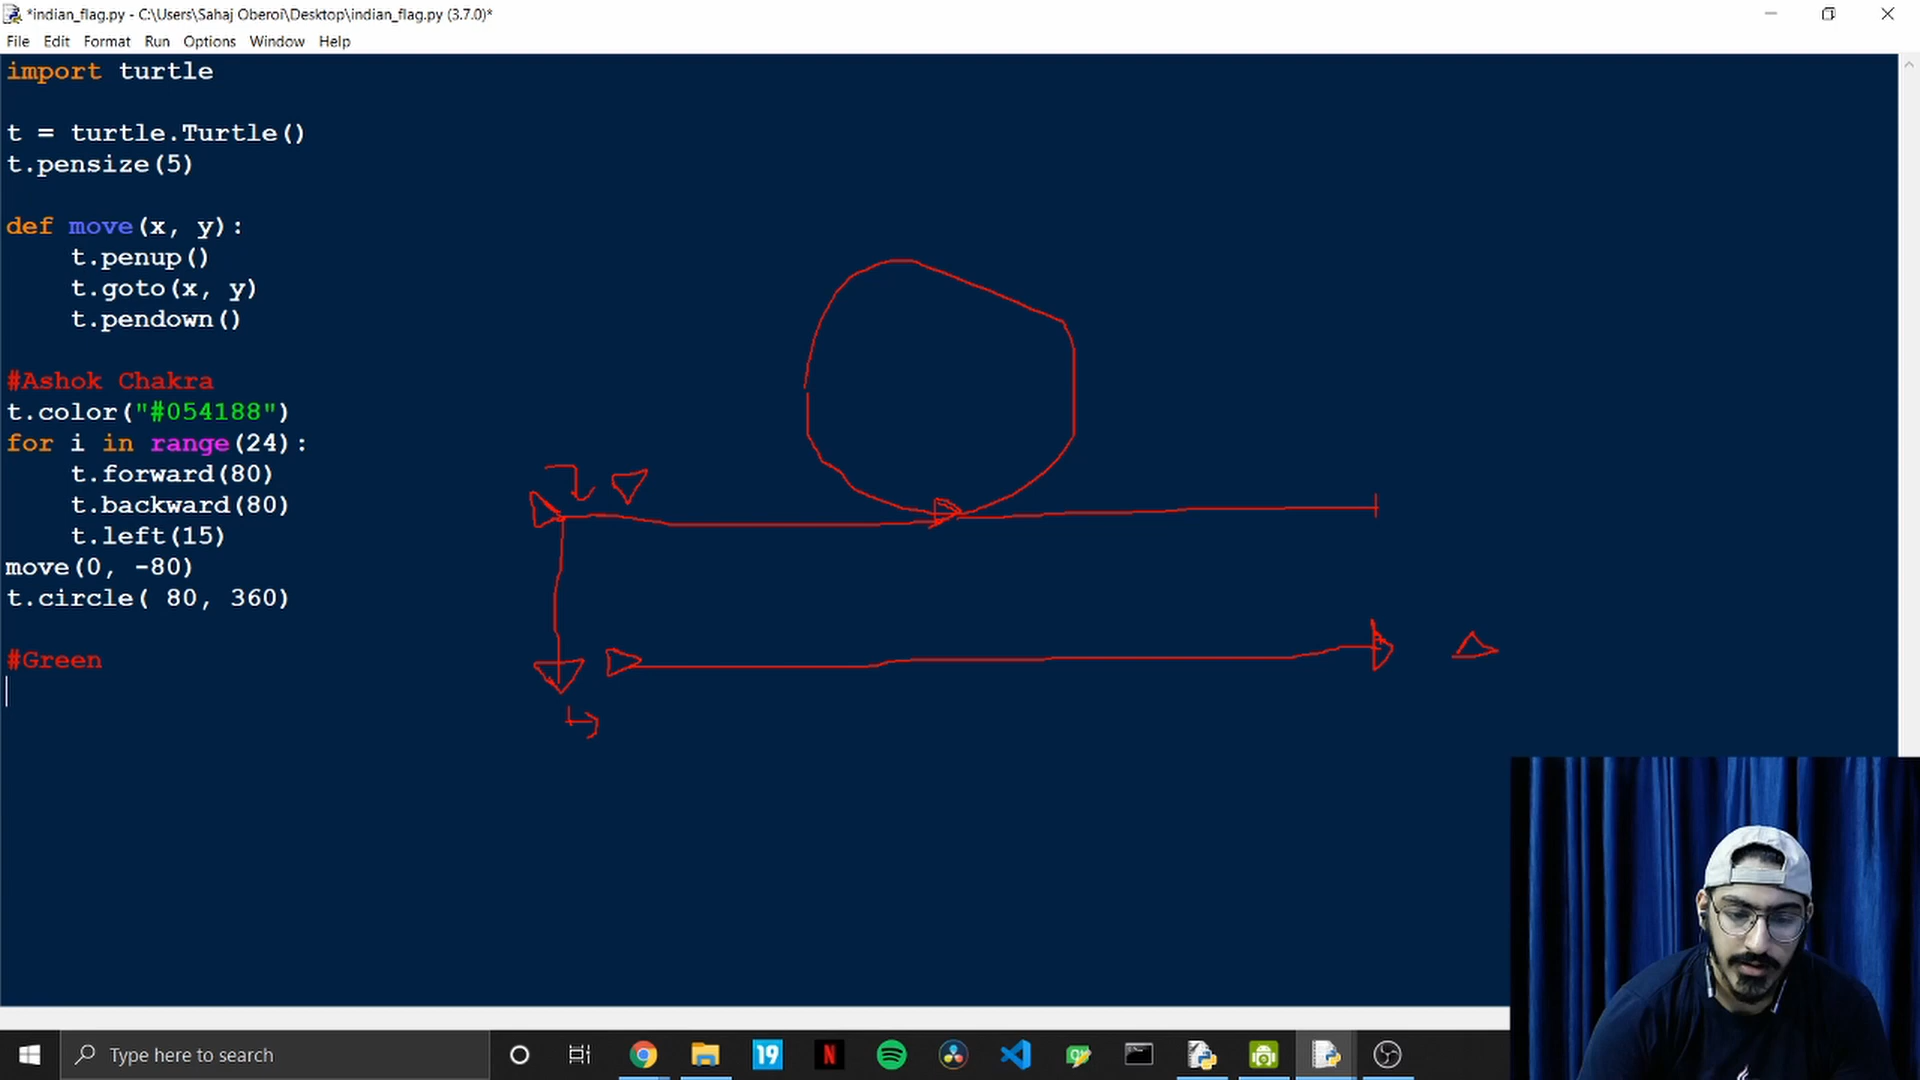 *indian_flag.py - C:\Users\Sahaj Oberoi\Desktop\indian_flag.py (3.7.0)*
File Edit Format Run Options Window Help
import turtle
t = turtle.Turtle()
t.pensize(5)
def move(x, y):
    t.penup()
    t.goto(x, y)
    t.pendown()
#Ashok Chakra
t.color("#054188")
for i in range(24):
    t.forward(80)
    t.backward(80)
    t.left(15)
move(0, -80)
t.circle( 80, 360)
#Green
Type here to search
19
N